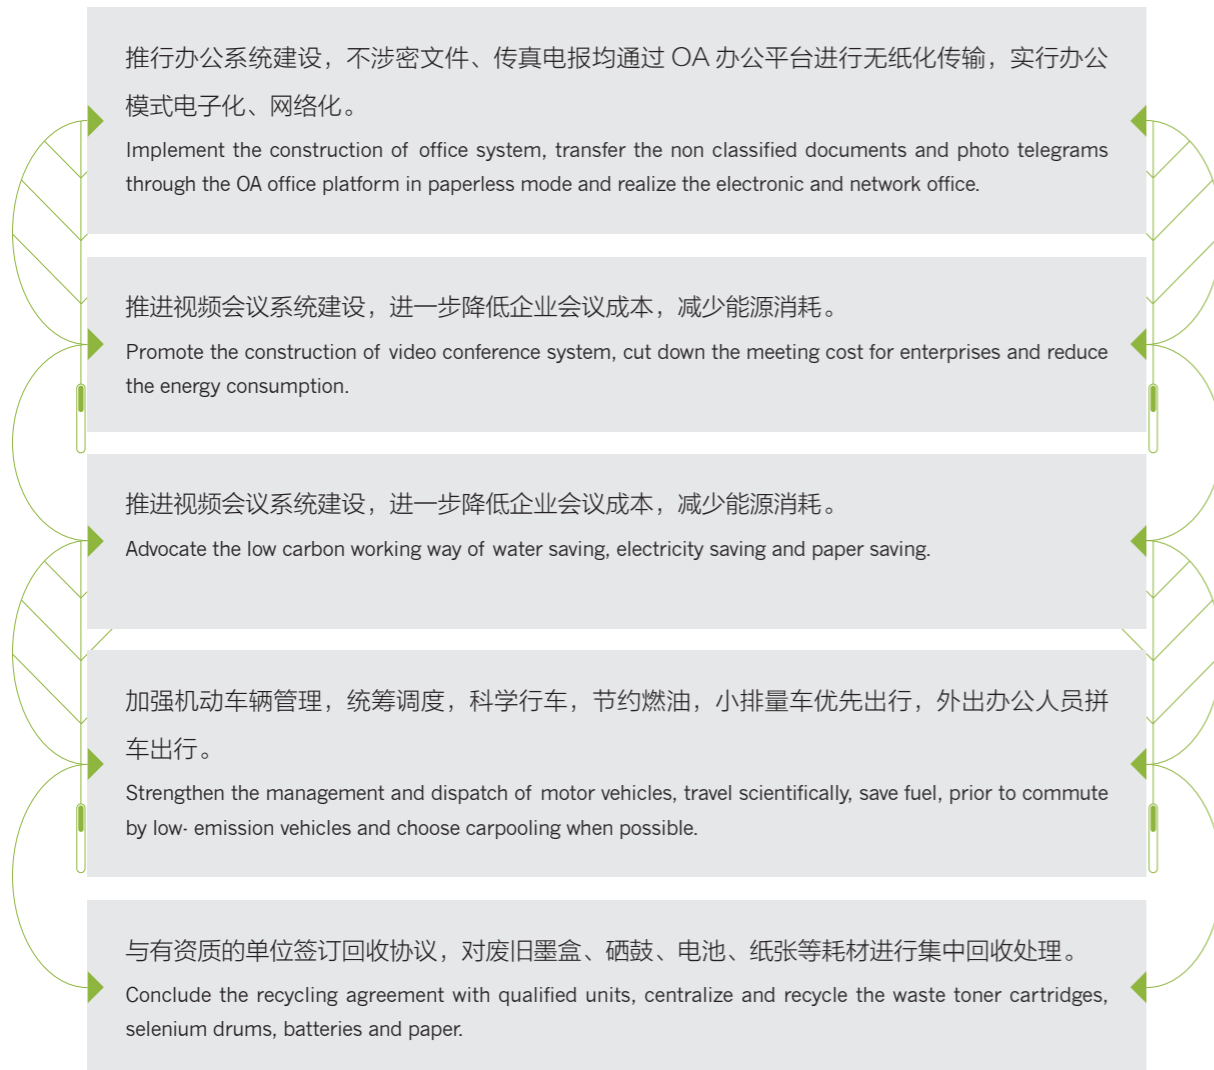 推行办公系统建设，不涉密文件、传真电报均通过 OA 办公平台进行无纸化传输，实行办公
模式电子化、网络化。
Implement the construction of office system, transfer the non classified documents and photo telegrams
through the OA office platform in paperless mode and realize the electronic and network office.
推进视频会议系统建设，进一步降低企业会议成本，减少能源消耗。
Promote the construction of video conference system, cut down the meeting cost for enterprises and reduce
the energy consumption.
推进视频会议系统建设，进一步降低企业会议成本，减少能源消耗。
Advocate the low carbon working way of water saving, electricity saving and paper saving.
加强机动车辆管理，统筹调度，科学行车，节约燃油，小排量车优先出行，外出办公人员拼
车出行。
Strengthen the management and dispatch of motor vehicles, travel scientifically, save fuel, prior to commute
by low- emission vehicles and choose carpooling when possible.
与有资质的单位签订回收协议，对废旧墨盒、硒鼓、电池、纸张等耗材进行集中回收处理。
Conclude the recycling agreement with qualified units, centralize and recycle the waste toner cartridges,
selenium drums, batteries and paper.